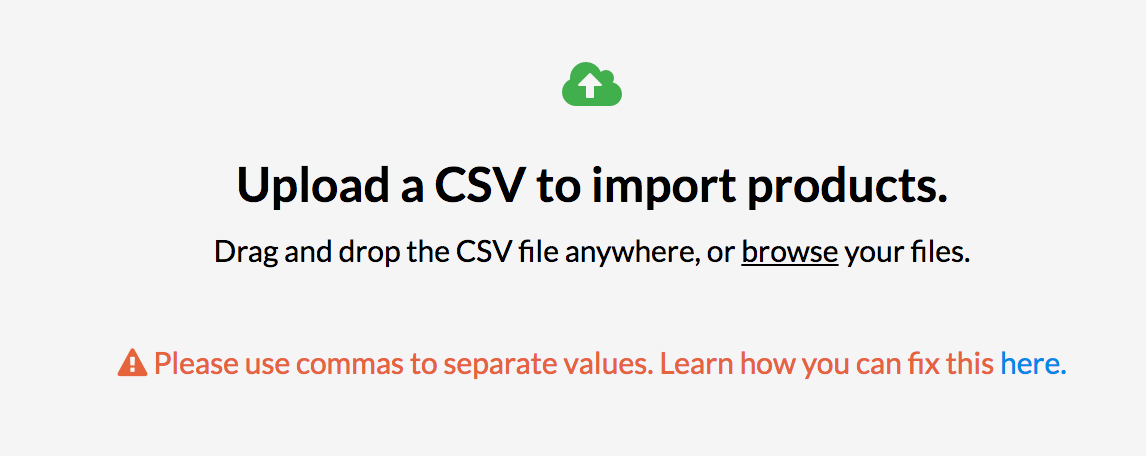 Upload a CSV to import products.
Drag and drop the CSV file anywhere, or browse your files.
Please use commas to separate values. Learn how you can fix this here.